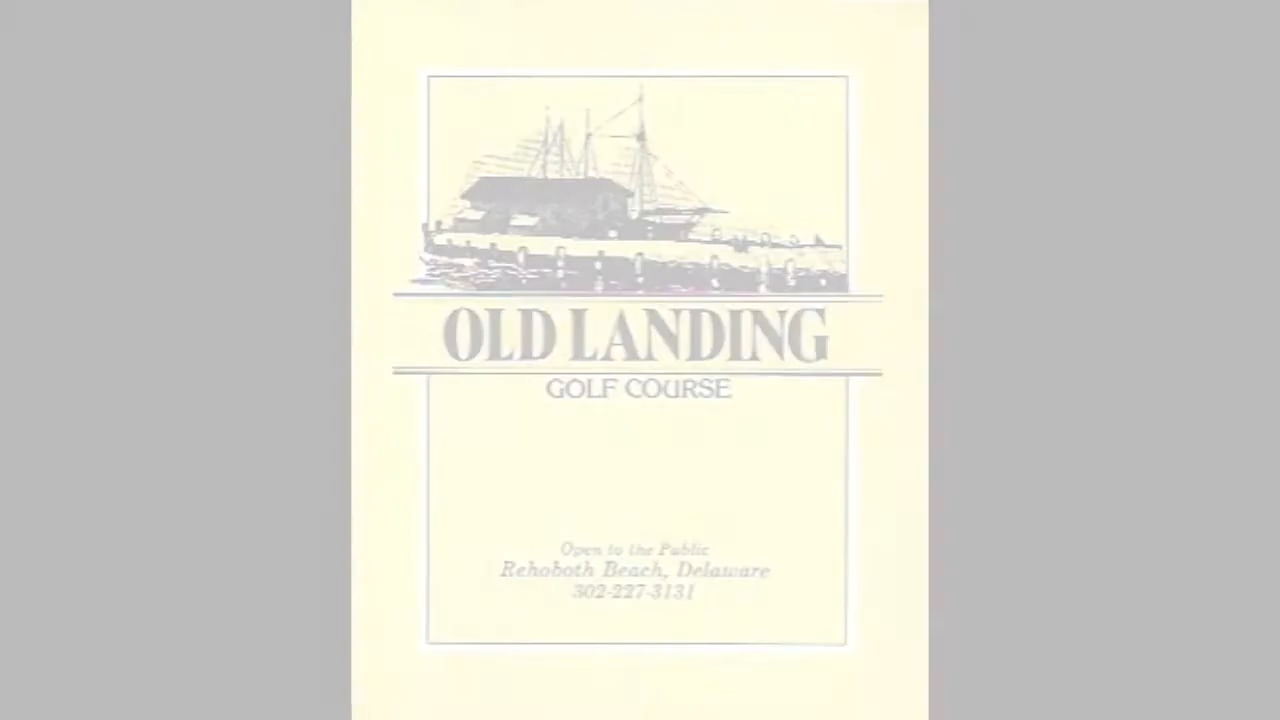 OLD LANDING
GOLF COURSE
Open to the Public
Rehoboth Beach, Delaware
302-227-3131